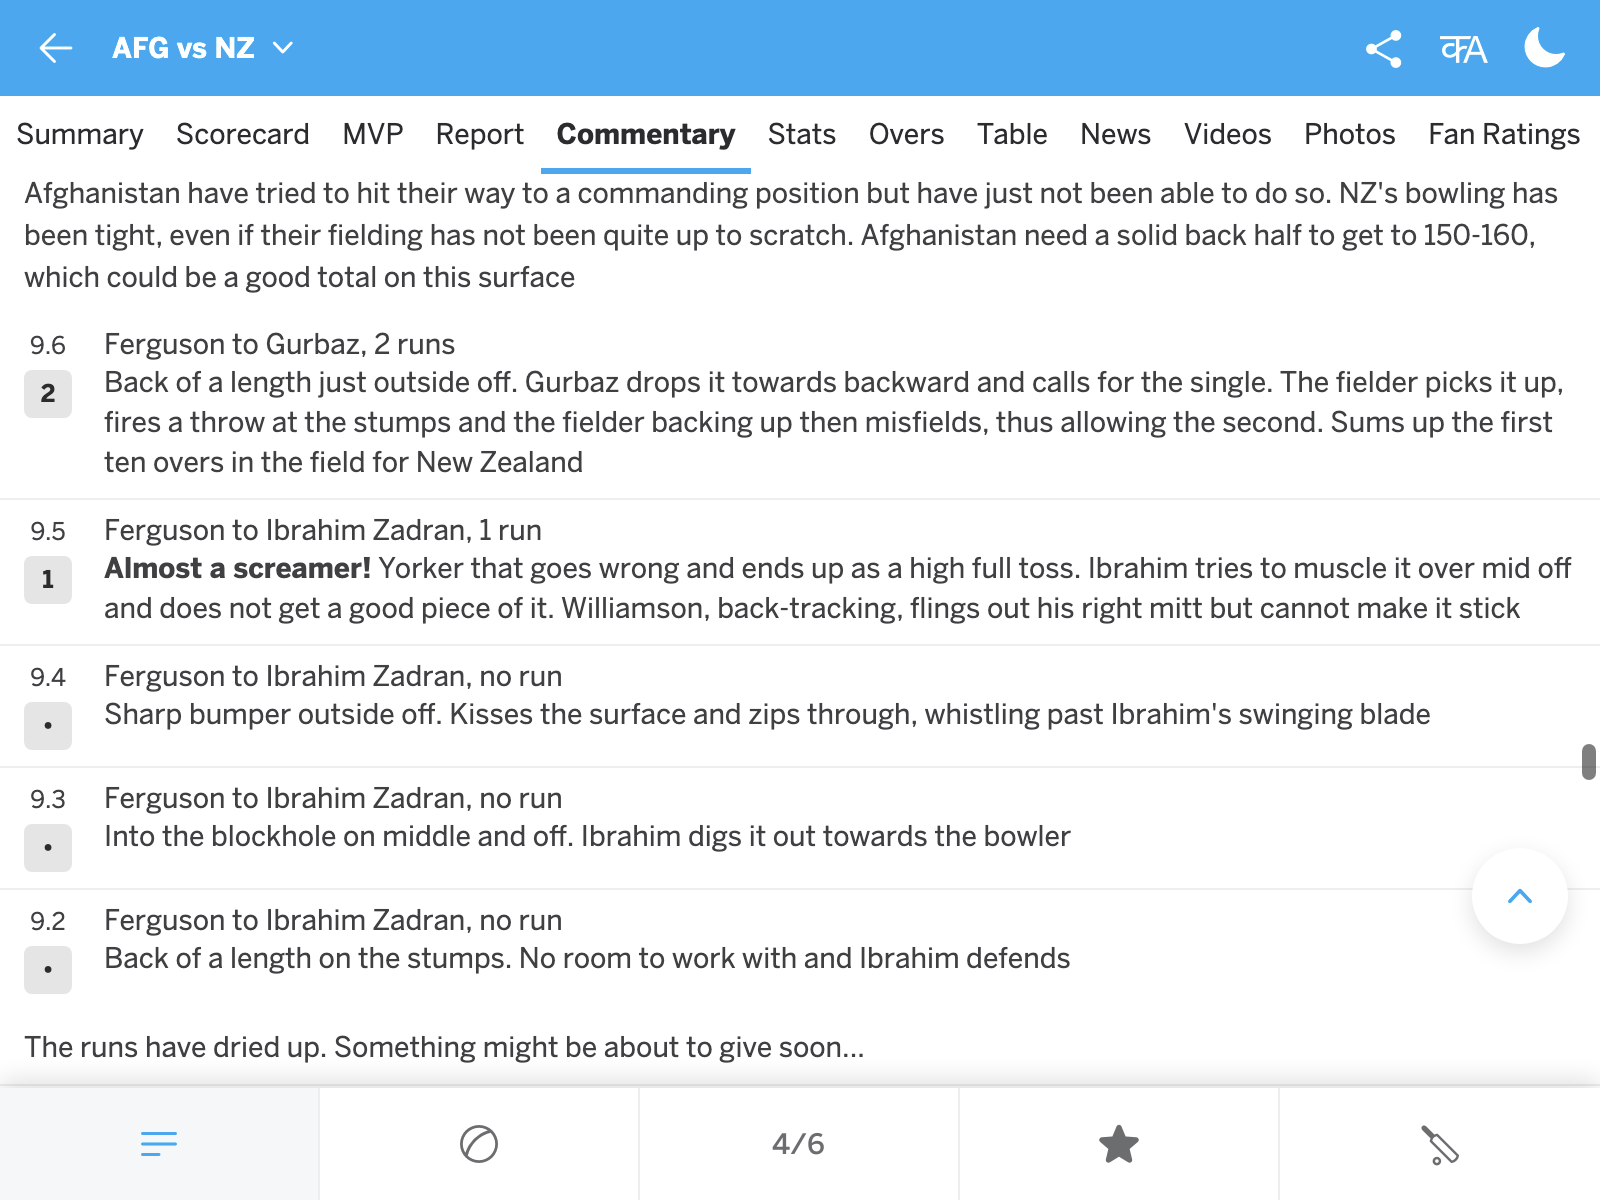 AFG vs NZ
Summary Scorecard MVP Report Commentary Stats Overs Table News Videos Photos Fan Ratings
Afghanistan have tried to hit their way to a commanding position but have just not been able to do so. NZ's bowling has
been tight, even if their fielding has not been quite up to scratch. Afghanistan need a solid back half to get to 150-160,
which could be a good total on this surface
9.6
2
Ferguson to Gurbaz, 2 runs
Back of a length just outside off. Gurbaz drops it towards backward and calls for the single. The fielder picks it up,
fires a throw at the stumps and the fielder backing up then misfields, thus allowing the second. Sums up the first
ten overs in the field for New Zealand
9.5
1
Ferguson to Ibrahim Zadran, 1 run
Almost a screamer! Yorker that goes wrong and ends up as a high full toss. Ibrahim tries to muscle it over mid off
and does not get a good piece of it. Williamson, back-tracking, flings out his right mitt but cannot make it stick
9.4
•
Ferguson to Ibrahim Zadran, no run
Sharp bumper outside off. Kisses the surface and zips through, whistling past Ibrahim's swinging blade
9.3
•
Ferguson to Ibrahim Zadran, no run
Into the blockhole on middle and off. Ibrahim digs it out towards the bowler
9.2
•
Ferguson to Ibrahim Zadran, no run
Back of a length on the stumps. No room to work with and Ibrahim defends
The runs have dried up. Something might be about to give soon...
4/6